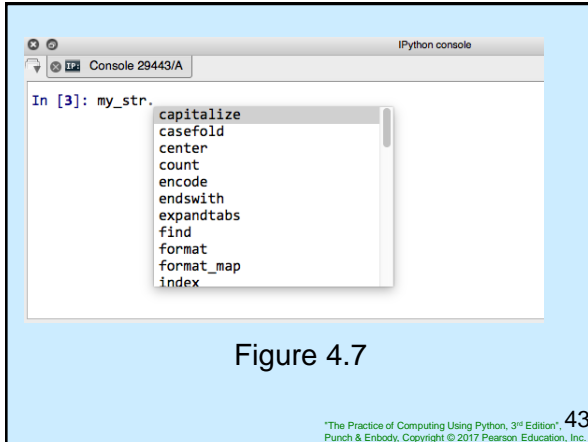 IPython console
IP: Console 29443/A
In [3]: my_str.
capitalize
casefold
center
count
encode
endswith
expandtabs
find
format
format_map
index
Figure 4.7
"The Practice of Computing Using Python, 3rd Edition",
Punch & Enbody, Copyright © 2017 Pearson Education, Inc.
43